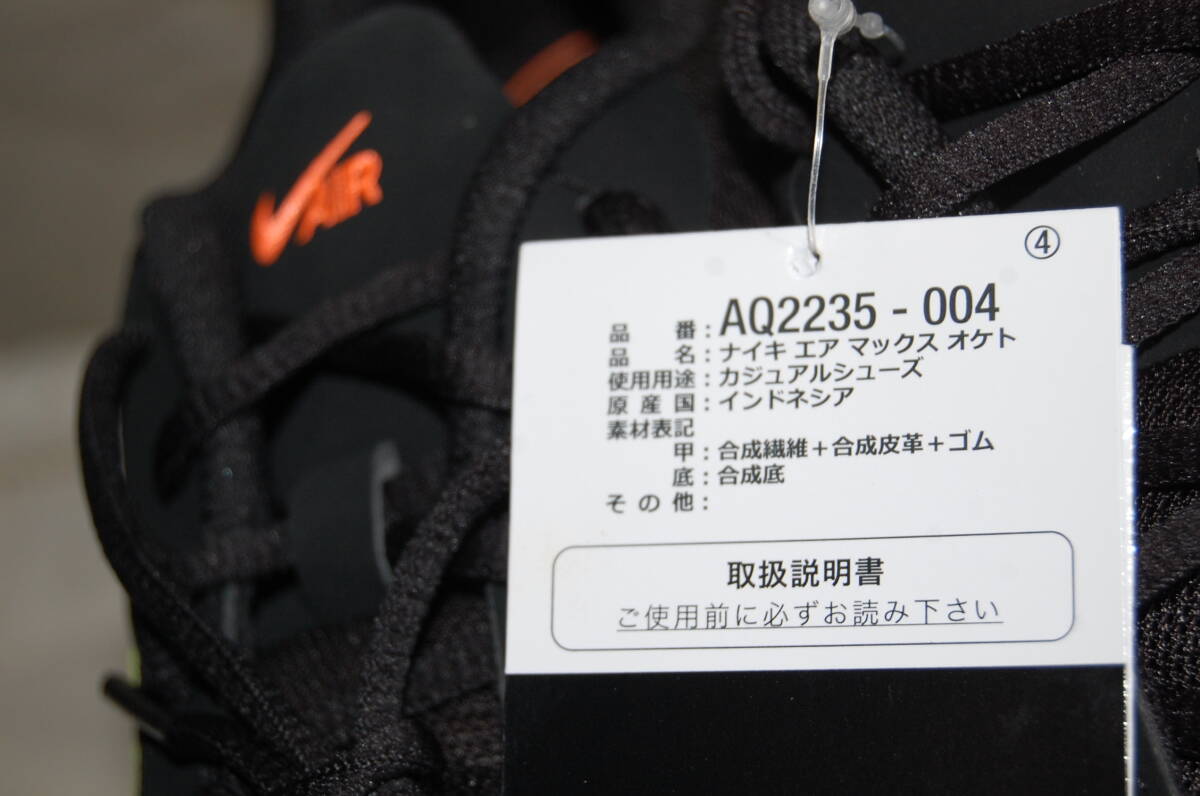 AIR
④
品番：AQ2235 - 004
品名：ナイキ エア マックス オケト
使用用途：カジュアルシューズ
原産国：インドネシア
素材表記
甲：合成繊維＋合成皮革＋ゴム
底：合成底
その他：
取扱説明書
ご使用前に必ずお読み下さい